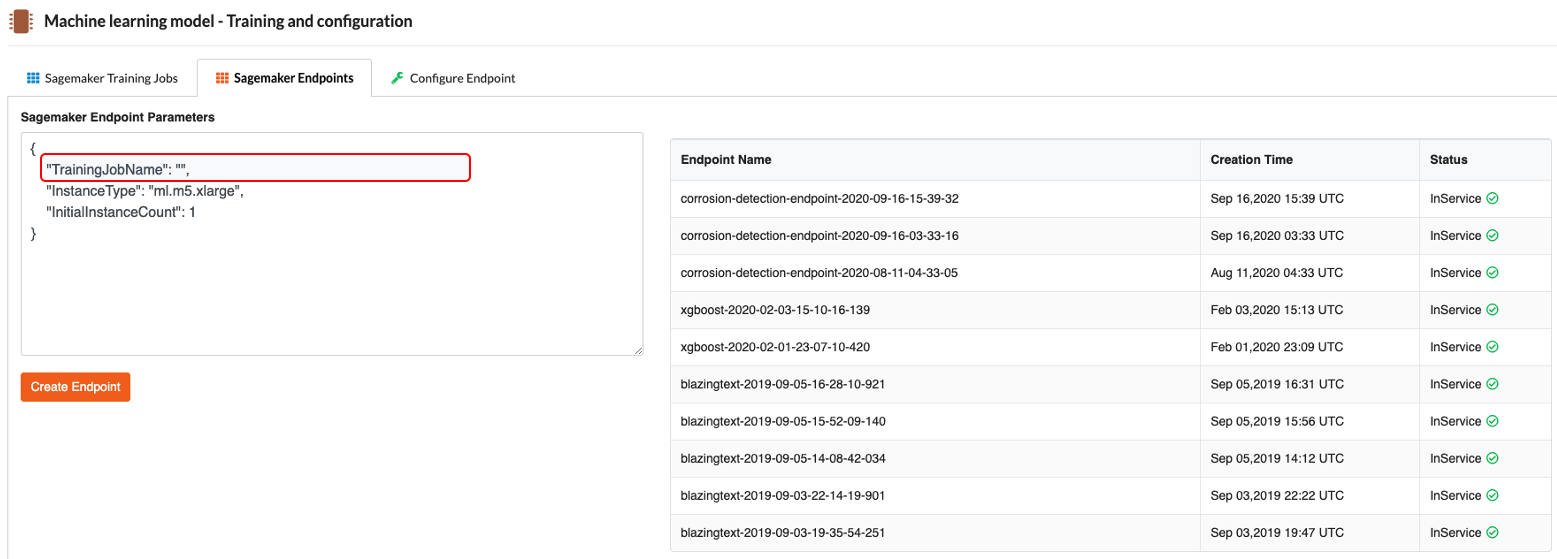 Machine learning model - Training and configuration
Sagemaker Training Jobs
Sagemaker Endpoints
Configure Endpoint
Sagemaker Endpoint Parameters
{
"TrainingJobName": "",
"InstanceType": "ml.m5.xlarge",
"InitialInstanceCount": 1
}
Create Endpoint
Endpoint Name Creation Time Status
corrosion-detection-endpoint-2020-09-16-15-39-32 Sep 16,2020 15:39 UTC InService
corrosion-detection-endpoint-2020-09-16-03-33-16 Sep 16,2020 03:33 UTC InService
corrosion-detection-endpoint-2020-08-11-04-33-05 Aug 11,2020 04:33 UTC InService
xgboost-2020-02-03-15-10-16-139 Feb 03,2020 15:13 UTC InService
xgboost-2020-02-01-23-07-10-420 Feb 01,2020 23:09 UTC InService
blazingtext-2019-09-05-16-28-10-921 Sep 05,2019 16:31 UTC InService
blazingtext-2019-09-05-15-52-09-140 Sep 05,2019 15:56 UTC InService
blazingtext-2019-09-05-14-08-42-034 Sep 05,2019 14:12 UTC InService
blazingtext-2019-09-03-22-14-19-901 Sep 03,2019 22:22 UTC InService
blazingtext-2019-09-03-19-35-54-251 Sep 03,2019 19:47 UTC InService